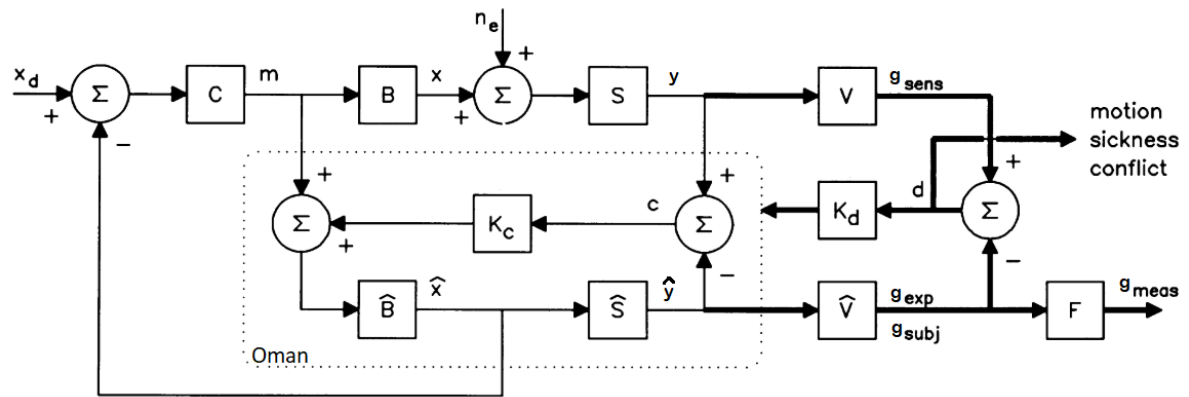 n_e
x_d + Σ C m B x + Σ + S y V g_sens
−
motion
sickness
conflict
+ + +
Σ + K_c c Σ K_d d Σ
− −
B̂ x̂ Ŝ ŷ V̂ g_exp F g_meas
g_subj
Oman
−